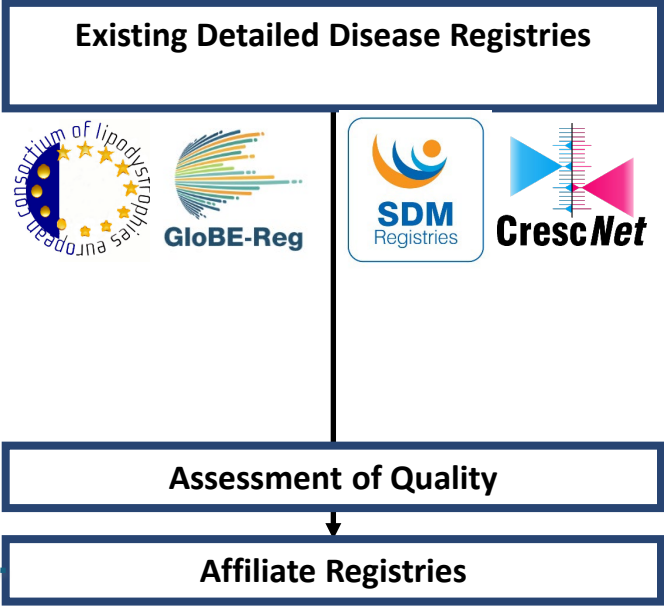 Existing Detailed Disease Registries
european consortium of lipodystrophies
GloBE-Reg
SDM
Registries
CrescNet
Assessment of Quality
Affiliate Registries